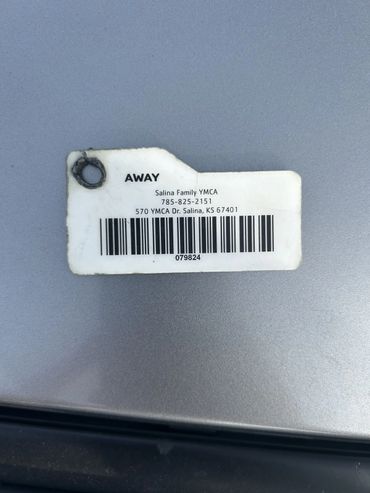 AWAY
Salina Family YMCA
785-825-2151
570 YMCA Dr. Salina, KS 67401
079824